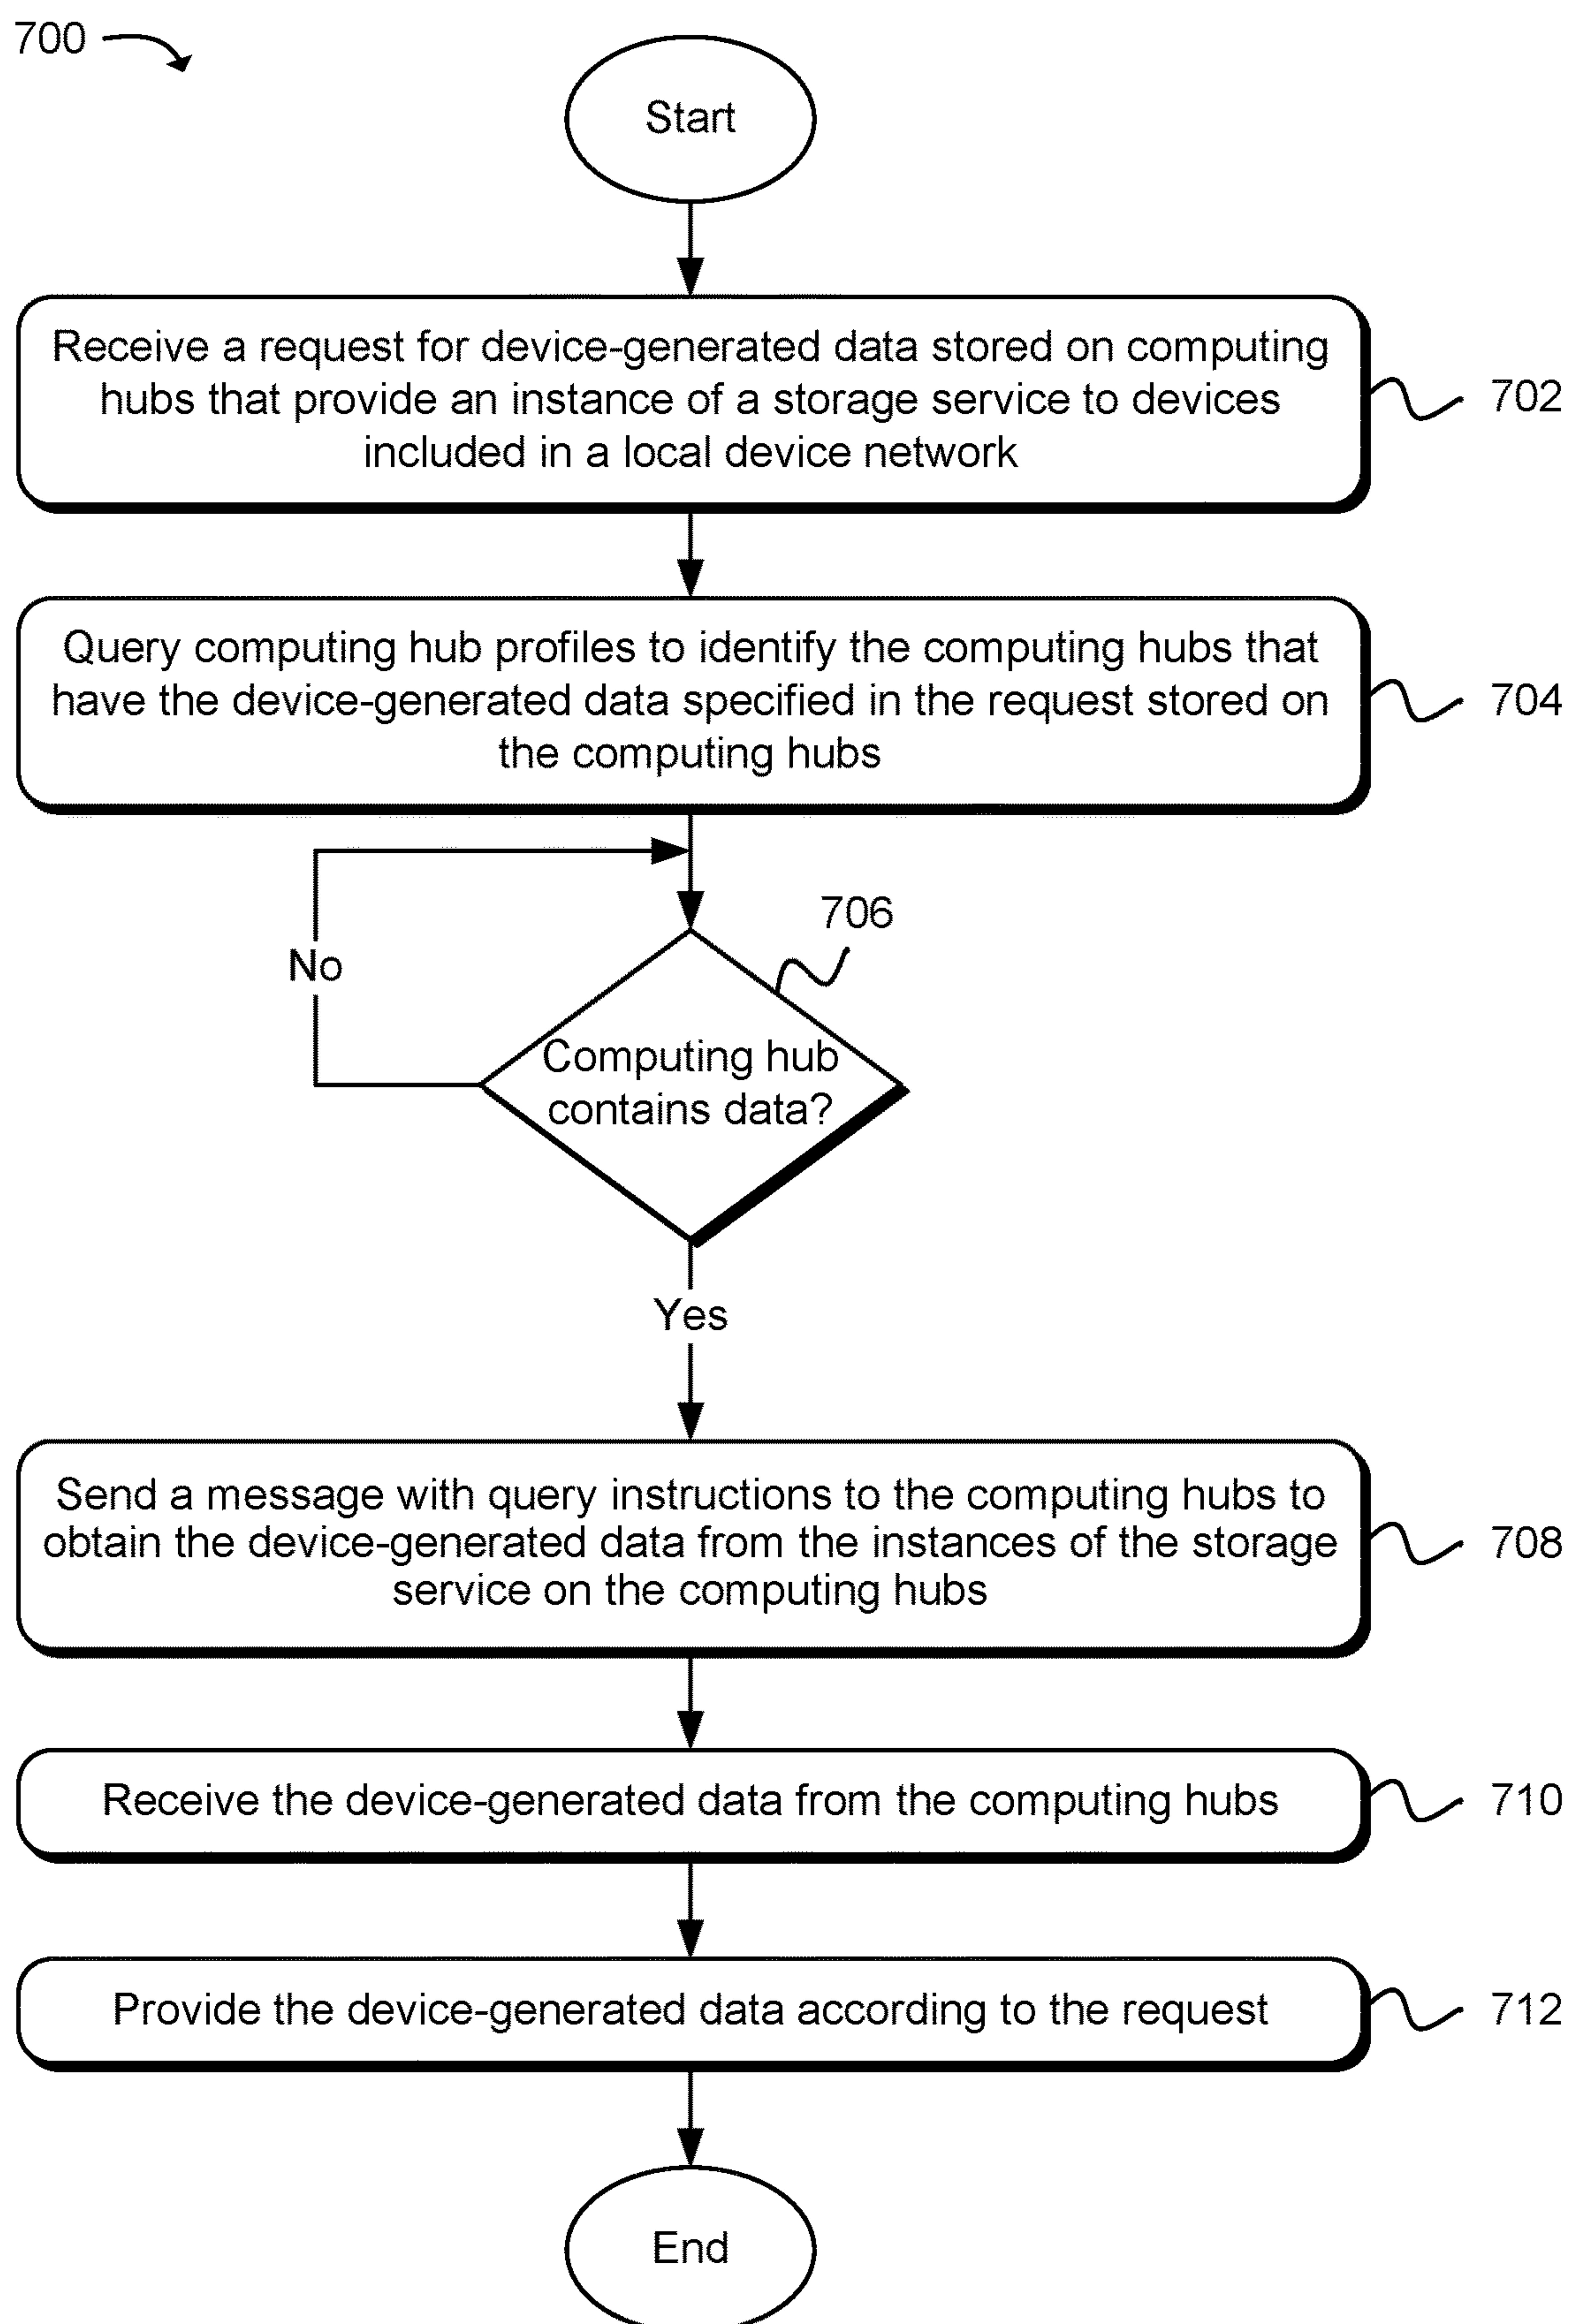 700
Start
Receive a request for device-generated data stored on computing
hubs that provide an instance of a storage service to devices
included in a local device network
702
Query computing hub profiles to identify the computing hubs that
have the device-generated data specified in the request stored on
the computing hubs
704
706
No
Computing hub
contains data?
Yes
Send a message with query instructions to the computing hubs to
obtain the device-generated data from the instances of the storage
service on the computing hubs
708
Receive the device-generated data from the computing hubs
710
Provide the device-generated data according to the request
712
End